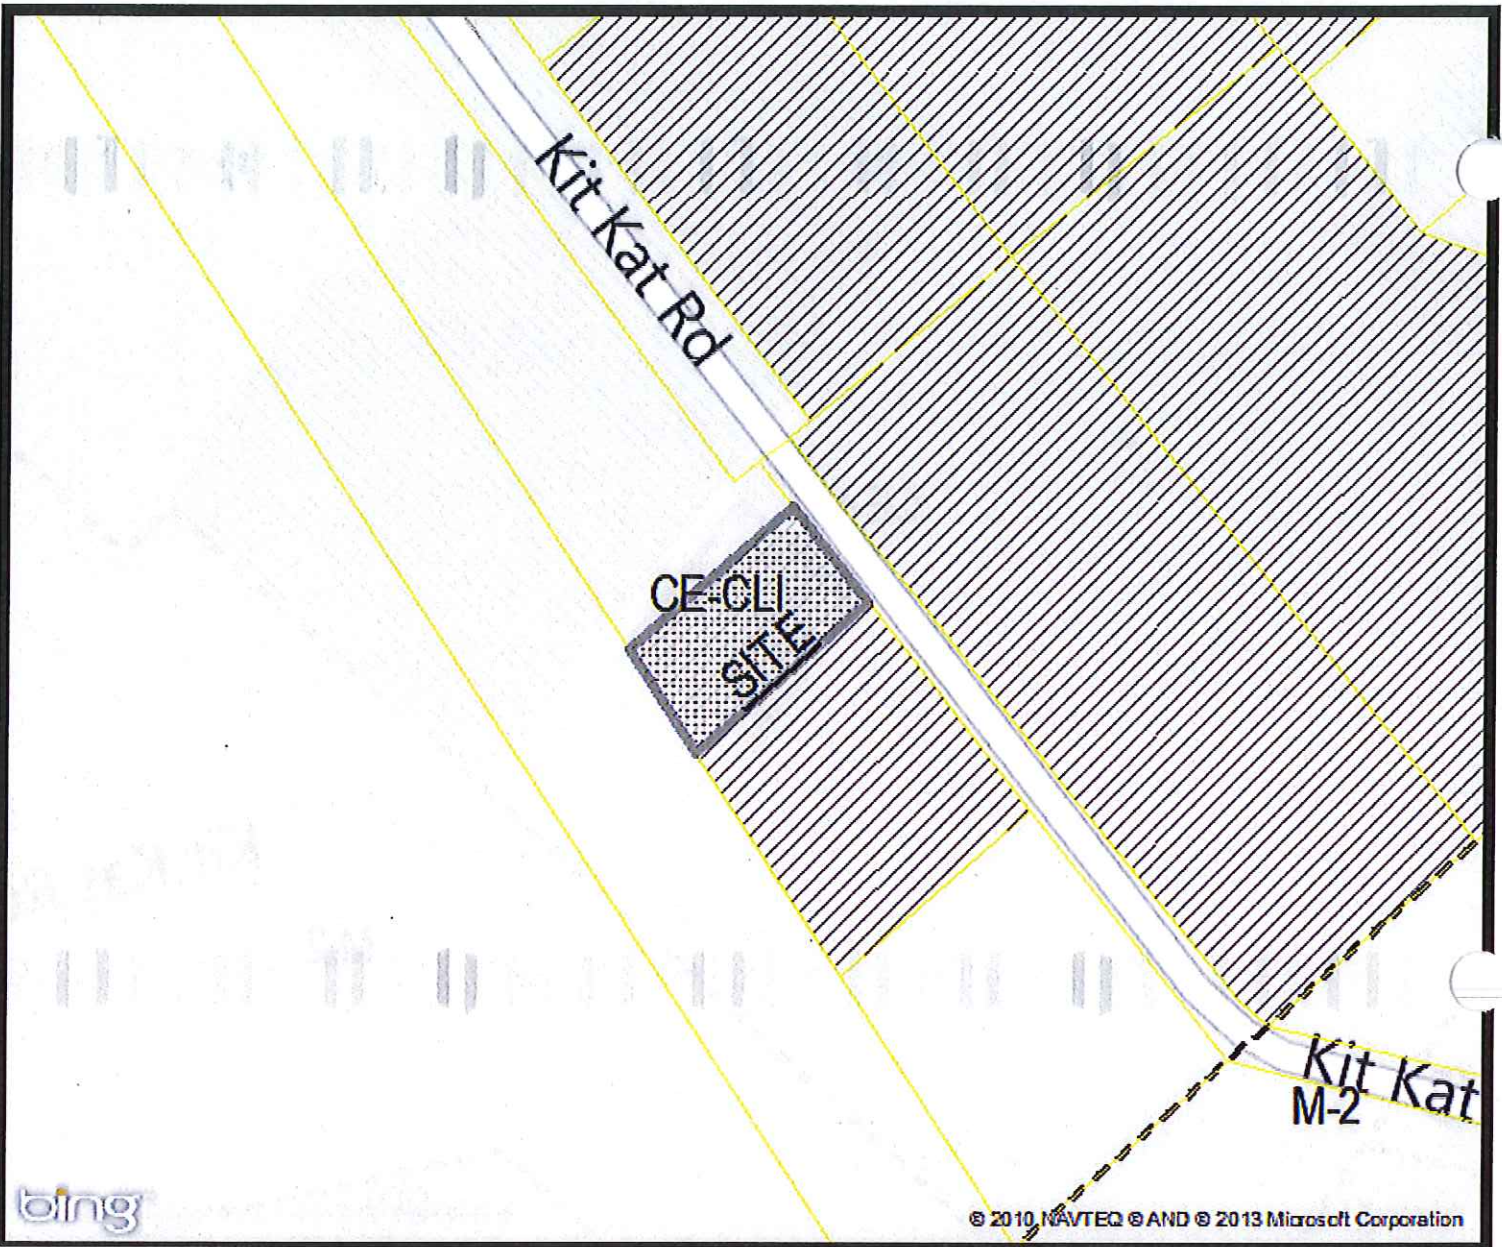 Kit Kat Rd
CE-CLI
SITE
Kit Kat
M-2
bing
© 2010 NAVTEQ © AND © 2013 Microsoft Corporation